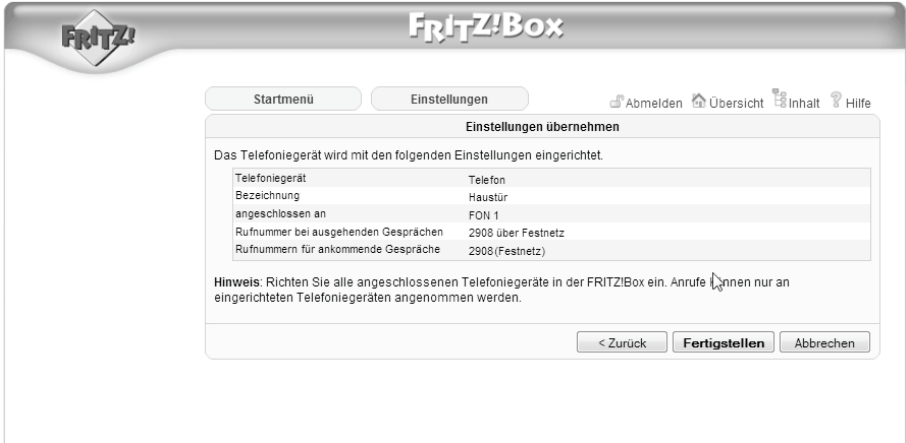 FRITZ!
FRITZ!Box
Startmenü Einstellungen Abmelden Übersicht Inhalt Hilfe
Einstellungen übernehmen
Das Telefoniegerät wird mit den folgenden Einstellungen eingerichtet.
Telefoniegerät Telefon
Bezeichnung Haustür
angeschlossen an FON 1
Rufnummer bei ausgehenden Gesprächen 2908 über Festnetz
Rufnummern für ankommende Gespräche 2908 (Festnetz)
Hinweis: Richten Sie alle angeschlossenen Telefoniegeräte in der FRITZ!Box ein. Anrufe können nur an
eingerichteten Telefoniegeräten angenommen werden.
< Zurück Fertigstellen Abbrechen